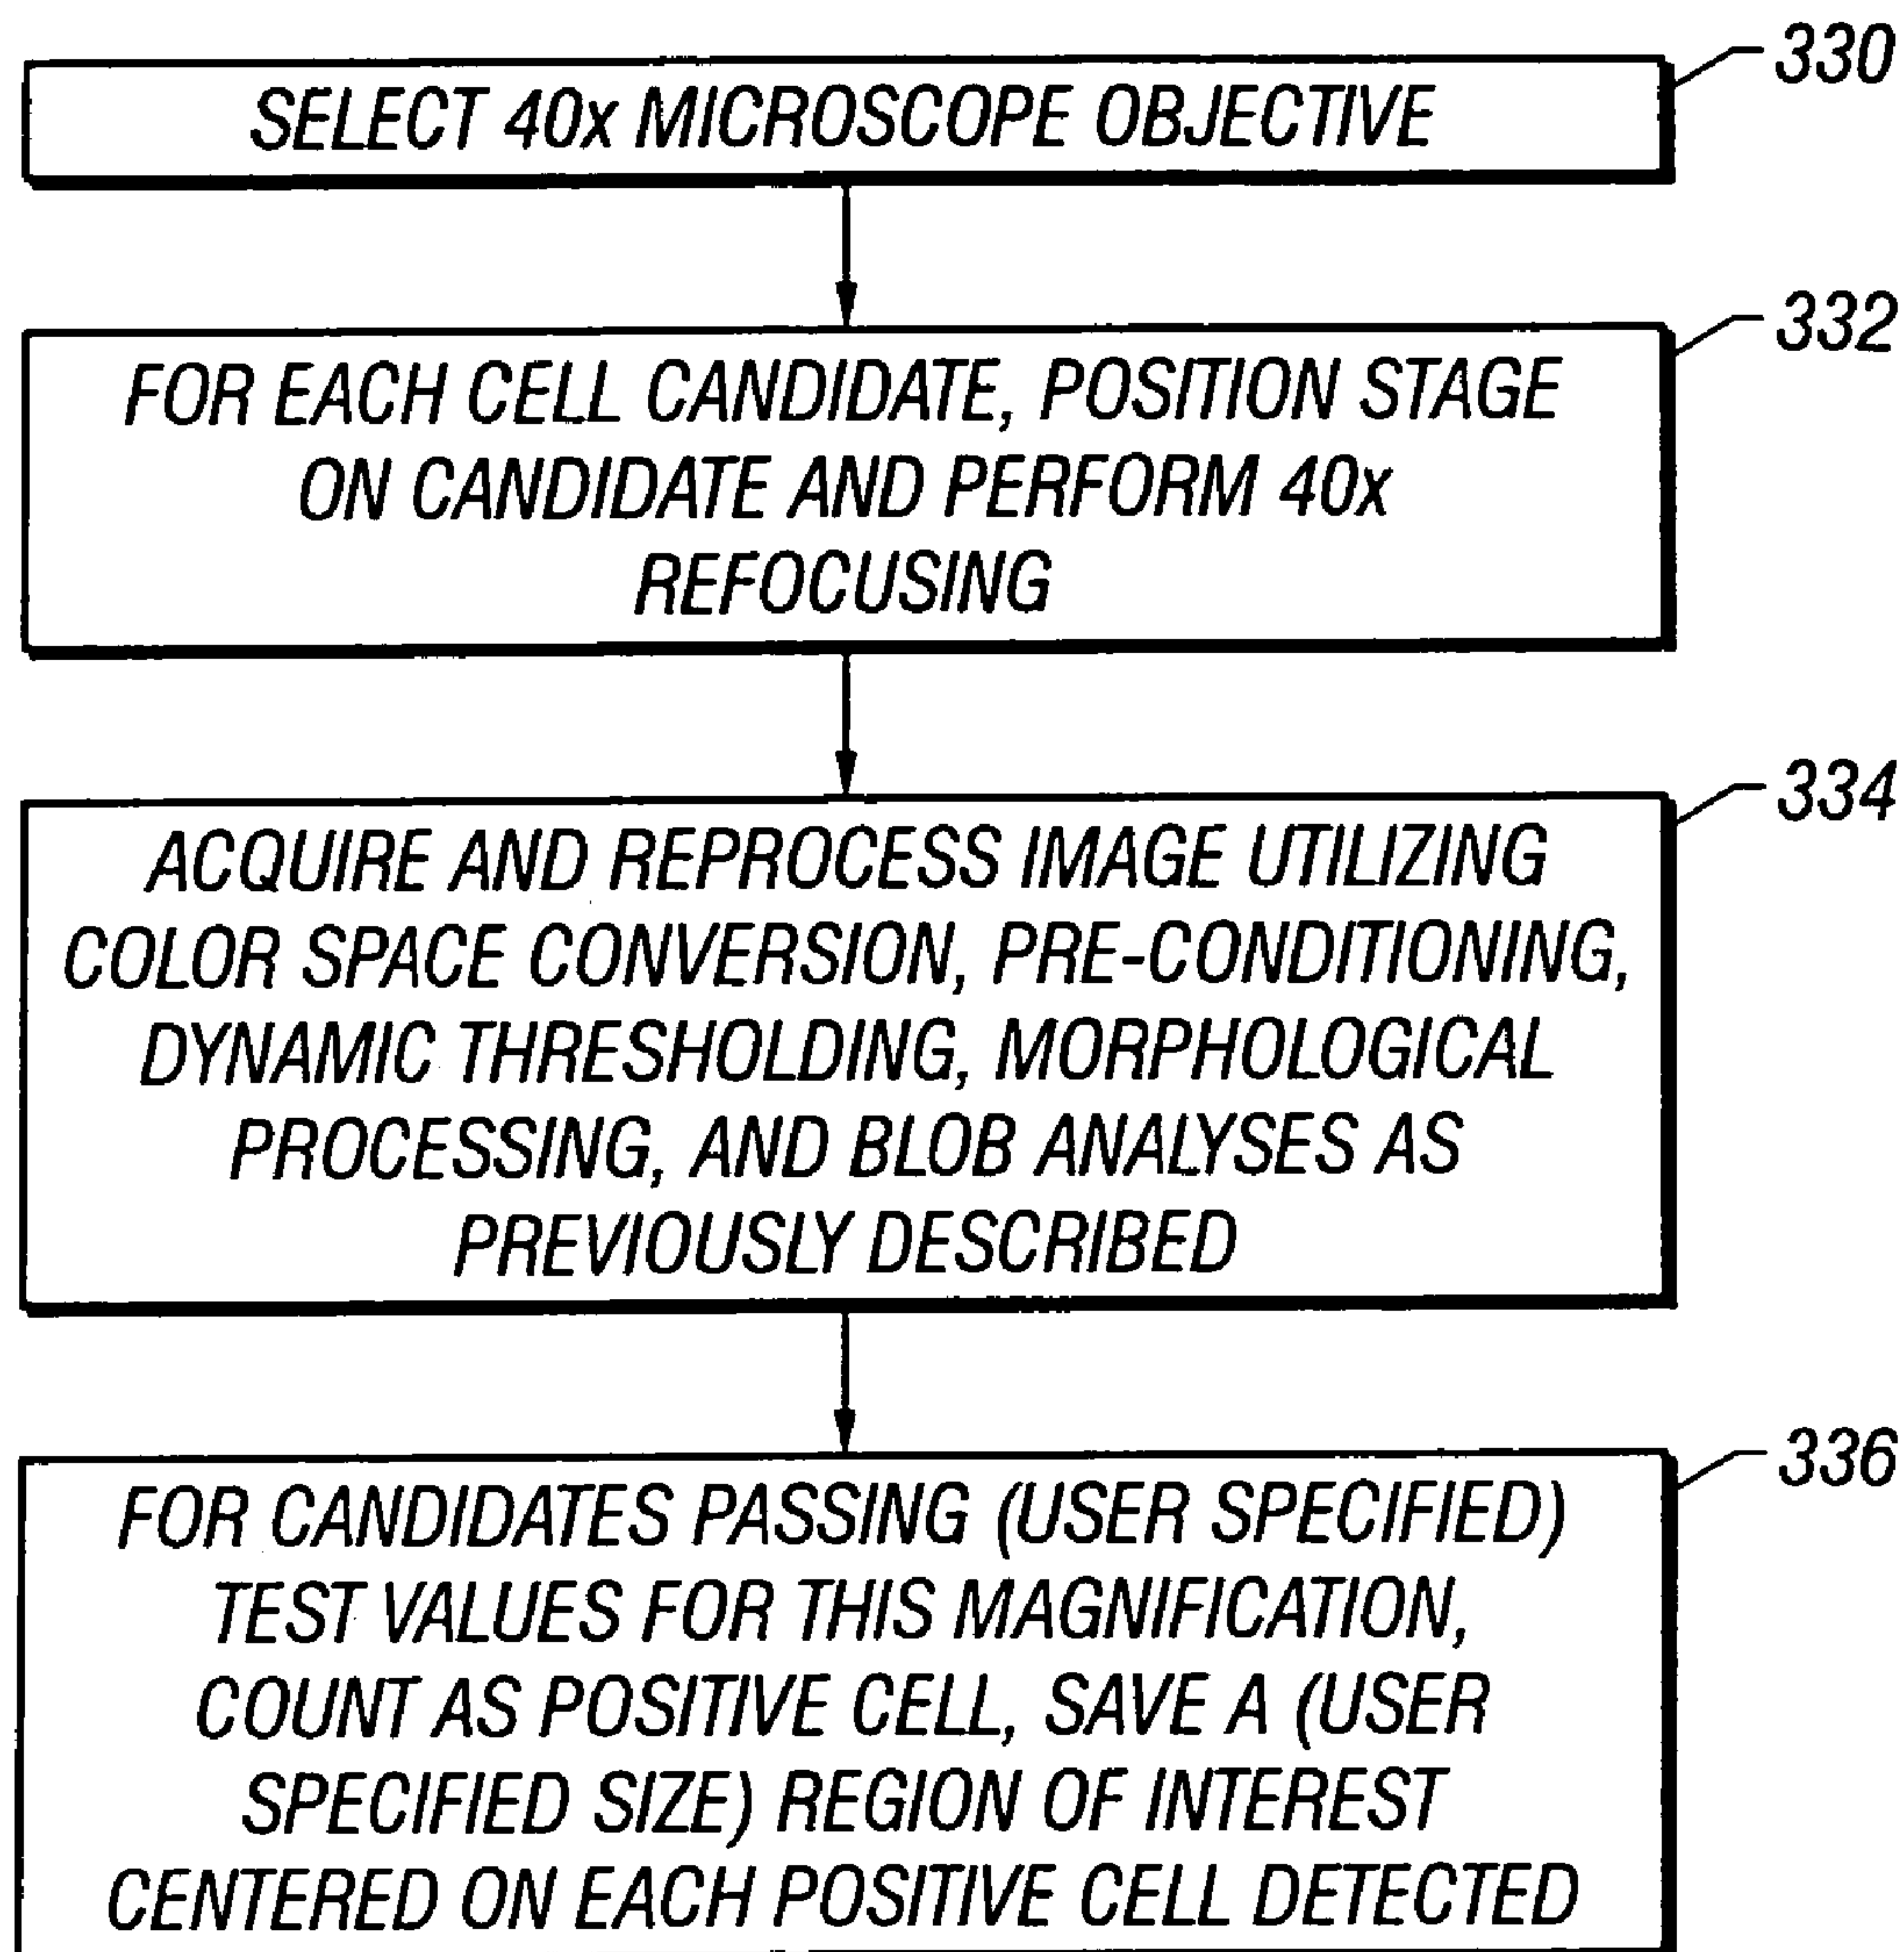 330
SELECT 40x MICROSCOPE OBJECTIVE
332
FOR EACH CELL CANDIDATE, POSITION STAGE
ON CANDIDATE AND PERFORM 40x
REFOCUSING
334
ACQUIRE AND REPROCESS IMAGE UTILIZING
COLOR SPACE CONVERSION, PRE-CONDITIONING,
DYNAMIC THRESHOLDING, MORPHOLOGICAL
PROCESSING, AND BLOB ANALYSES AS
PREVIOUSLY DESCRIBED
336
FOR CANDIDATES PASSING (USER SPECIFIED)
TEST VALUES FOR THIS MAGNIFICATION,
COUNT AS POSITIVE CELL, SAVE A (USER
SPECIFIED SIZE) REGION OF INTEREST
CENTERED ON EACH POSITIVE CELL DETECTED